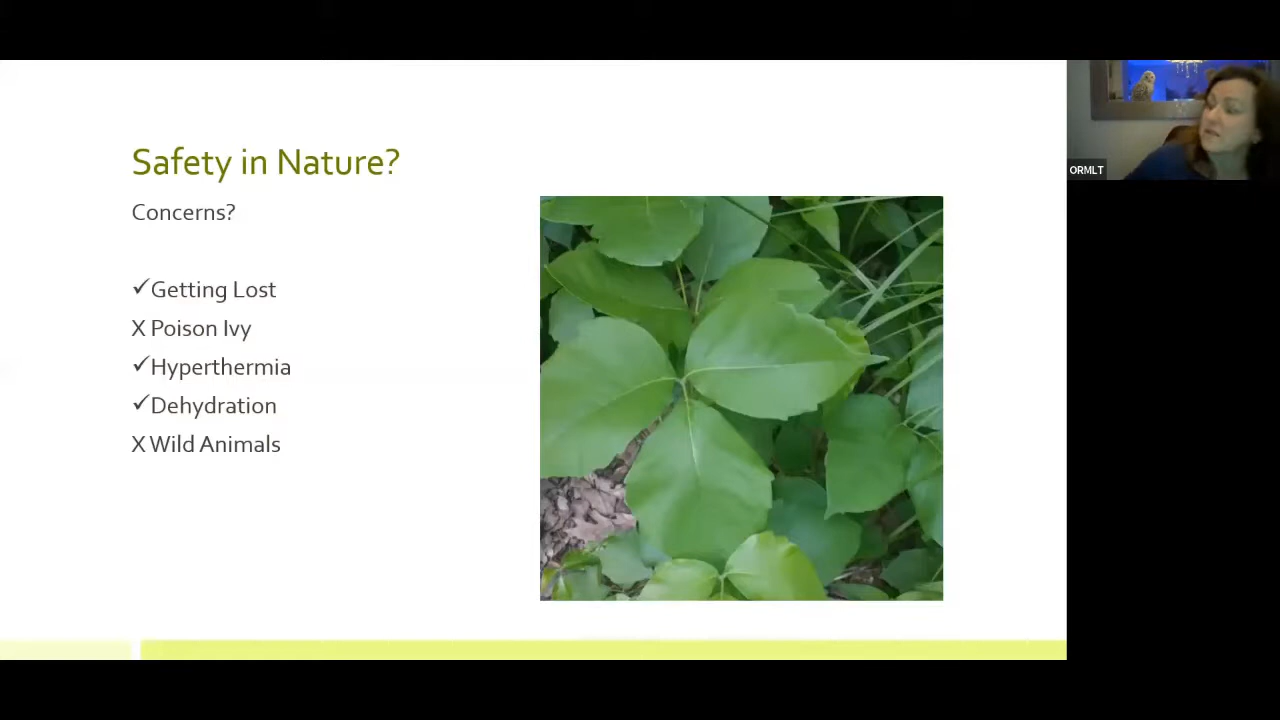 Safety in Nature?
Concerns?
✓Getting Lost
X Poison Ivy
✓Hyperthermia
✓Dehydration
X Wild Animals
ORMLT